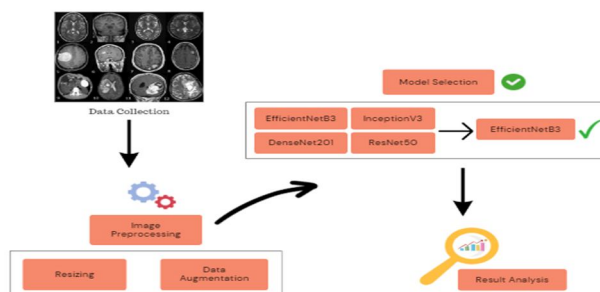 Data Collection
Image
Preprocessing
Resizing
Data
Augmentation
Model Selection
EfficientNetB3
InceptionV3
DenseNet201
ResNet50
EfficientNetB3
Result Analysis